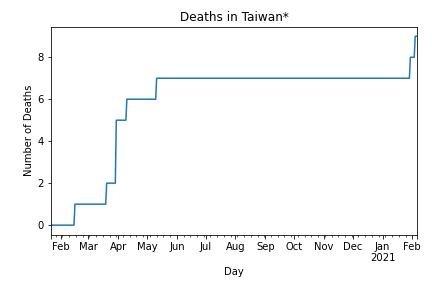 Deaths in Taiwan*
Number of Deaths
8
6
4
2
0
Feb Mar Apr May Jun Jul Aug Sep Oct Nov Dec Jan Feb
2021
Day